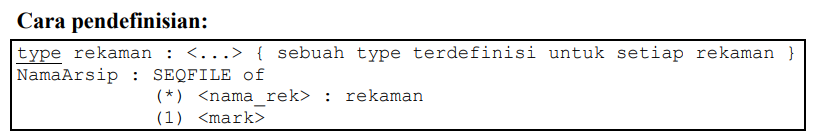 Cara pendefinisian:
type rekaman : <...> { sebuah type terdefinisi untuk setiap rekaman }
NamaArsip : SEQFILE of
(*) <nama_rek> : rekaman
(1) <mark>